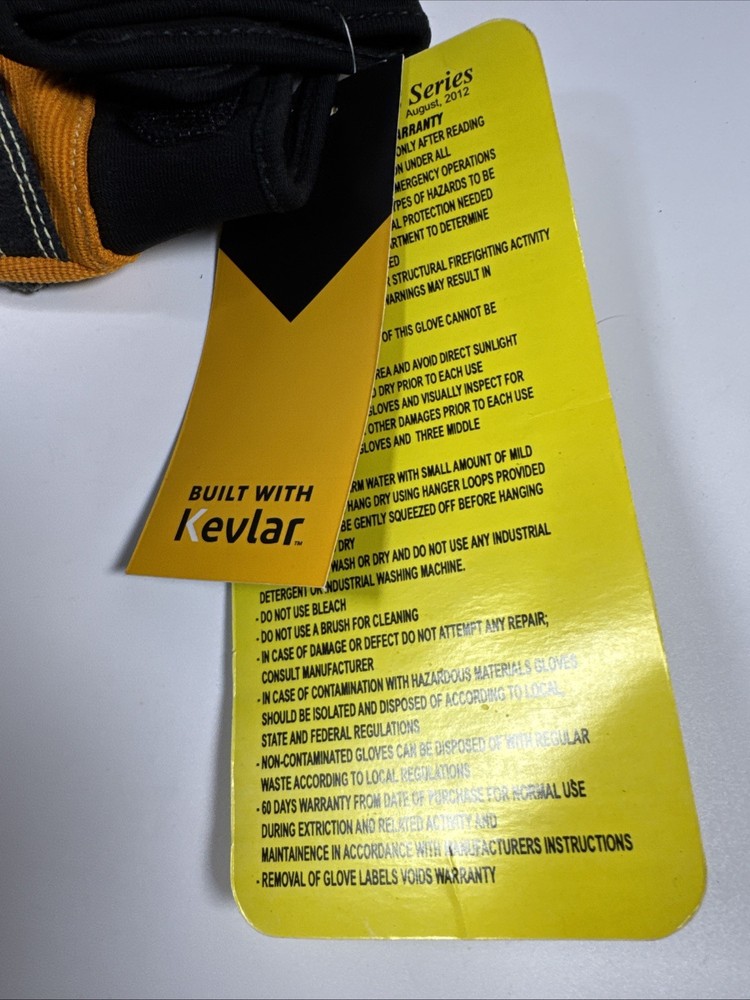 Series
August, 2012
ARRANTY
ONLY AFTER READING
N UNDER ALL
MERGENCY OPERATIONS
YPES OF HAZARDS TO BE
AL PROTECTION NEEDED
RTMENT TO DETERMINE
ED
R STRUCTURAL FIREFIGHTING ACTIVITY
WARNINGS MAY RESULT IN
OF THIS GLOVE CANNOT BE
REA AND AVOID DIRECT SUNLIGHT
D DRY PRIOR TO EACH USE
GLOVES AND VISUALLY INSPECT FOR
OTHER DAMAGES PRIOR TO EACH USE
GLOVES AND THREE MIDDLE
RM WATER WITH SMALL AMOUNT OF MILD
HANG DRY USING HANGER LOOPS PROVIDED
BE GENTLY SQUEEZED OFF BEFORE HANGING
DRY
WASH OR DRY AND DO NOT USE ANY INDUSTRIAL
DETERGENT OR INDUSTRIAL WASHING MACHINE.
- DO NOT USE BLEACH
- DO NOT USE A BRUSH FOR CLEANING
- IN CASE OF DAMAGE OR DEFECT DO NOT ATTEMPT ANY REPAIR;
CONSULT MANUFACTURER
- IN CASE OF CONTAMINATION WITH HAZARDOUS MATERIALS GLOVES
SHOULD BE ISOLATED AND DISPOSED OF ACCORDING TO LOCAL,
STATE AND FEDERAL REGULATIONS
- NON-CONTAMINATED GLOVES CAN BE DISPOSED OF WITH REGULAR
WASTE ACCORDING TO LOCAL REGULATIONS
- 60 DAYS WARRANTY FROM DATE OF PURCHASE FOR NORMAL USE
DURING EXTRICTION AND RELATED ACTIVITY AND
MAINTAINENCE IN ACCORDANCE WITH MANUFACTURERS INSTRUCTIONS
- REMOVAL OF GLOVE LABELS VOIDS WARRANTY
BUILT WITH
Kevlar™